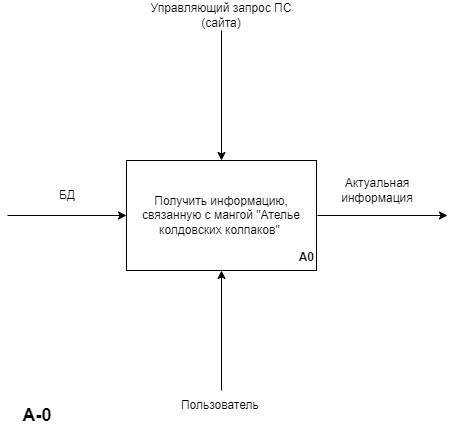 Управляющий запрос ПС
(сайта)
БД
Получить информацию,
связанную с мангой "Ателье
колдовских колпаков"
A0
Актуальная
информация
Пользователь
A-0